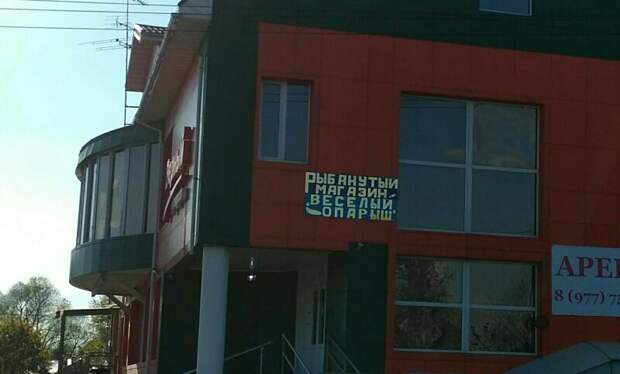 РЫБАНУТЫЙ
МАГАЗИН
ВЕСЕЛЫЙ
ОПАРЫШ
АРЕ
8 (977) 7